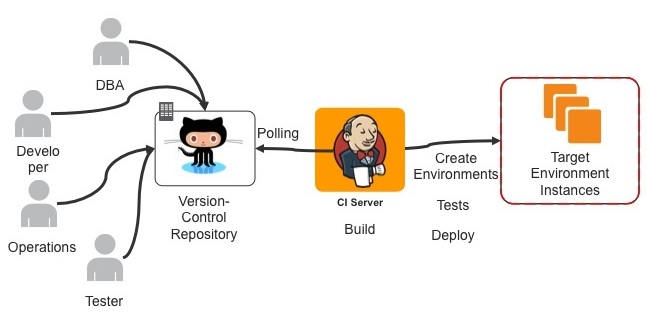 DBA
Develo
per
Operations
Tester
Version-
Control
Repository
Polling
CI Server
Build
Create
Environments
Tests
Deploy
Target
Environment
Instances